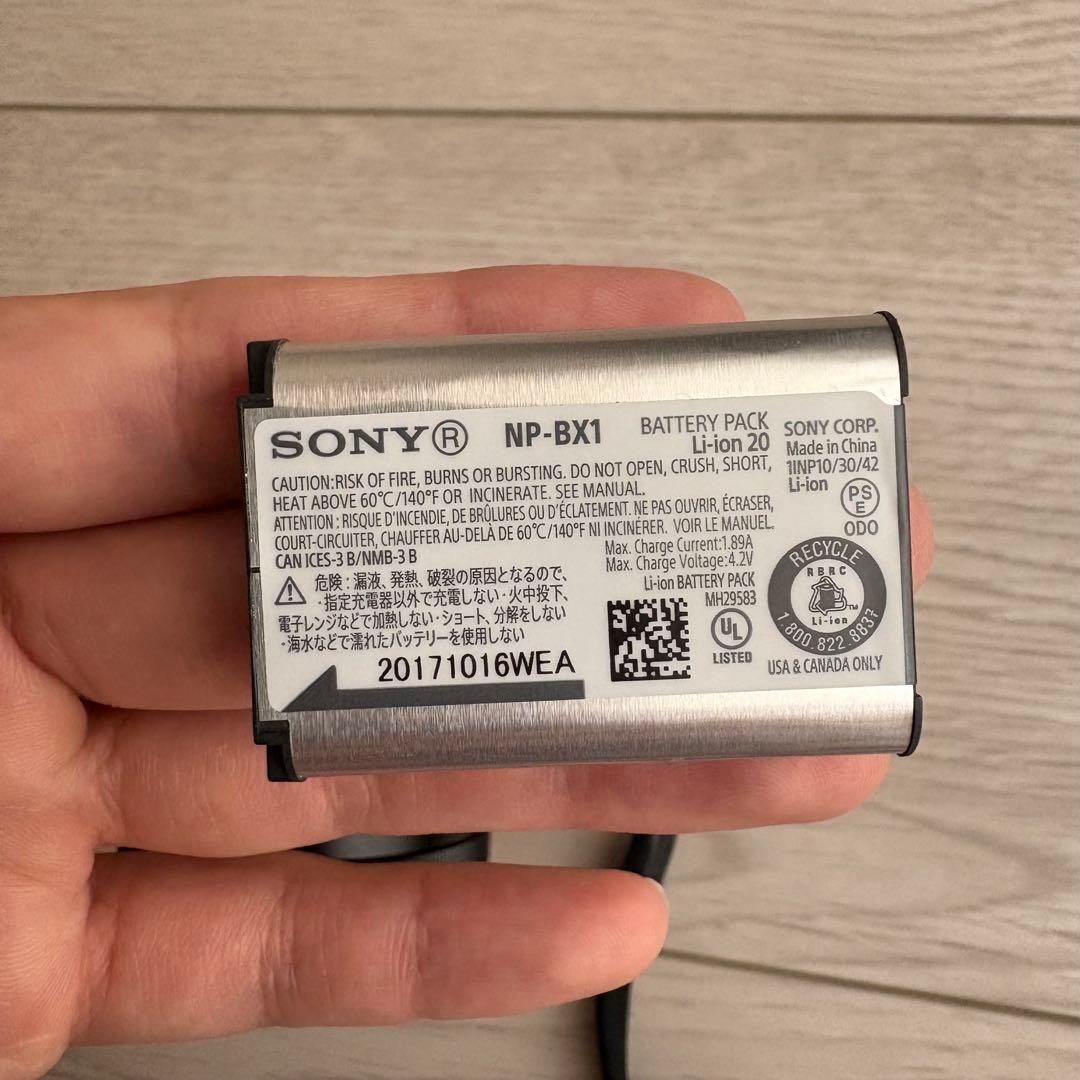 SONY® NP-BX1 BATTERY PACK
Li-ion 20
CAUTION:RISK OF FIRE, BURNS OR BURSTING. DO NOT OPEN, CRUSH, SHORT,
HEAT ABOVE 60℃/140°F OR INCINERATE. SEE MANUAL.
ATTENTION : RISQUE D'INCENDIE, DE BRÛLURES OU D'ÉCLATEMENT. NE PAS OUVRIR, ÉCRASER,
COURT-CIRCUITER, CHAUFFER AU-DELÀ DE 60℃/140°F NI INCINÉRER. VOIR LE MANUEL.
CAN ICES-3 B/NMB-3 B
危険 : 漏液、発熱、破裂の原因となるので、
・指定充電器以外で充電しない・火中投下、
電子レンジなどで加熱しない・ショート、分解をしない
・海水などで濡れたバッテリーを使用しない
20171016WEA
Max. Charge Current:1.89A
Max. Charge Voltage:4.2V
Li-ion BATTERY PACK
MH29583
UL
LISTED
SONY CORP.
Made in China
1INP10/30/42
Li-ion
PS
E
ODO
RECYCLE
RBRC
TM
Li-ion
1.800.822.8837
USA & CANADA ONLY